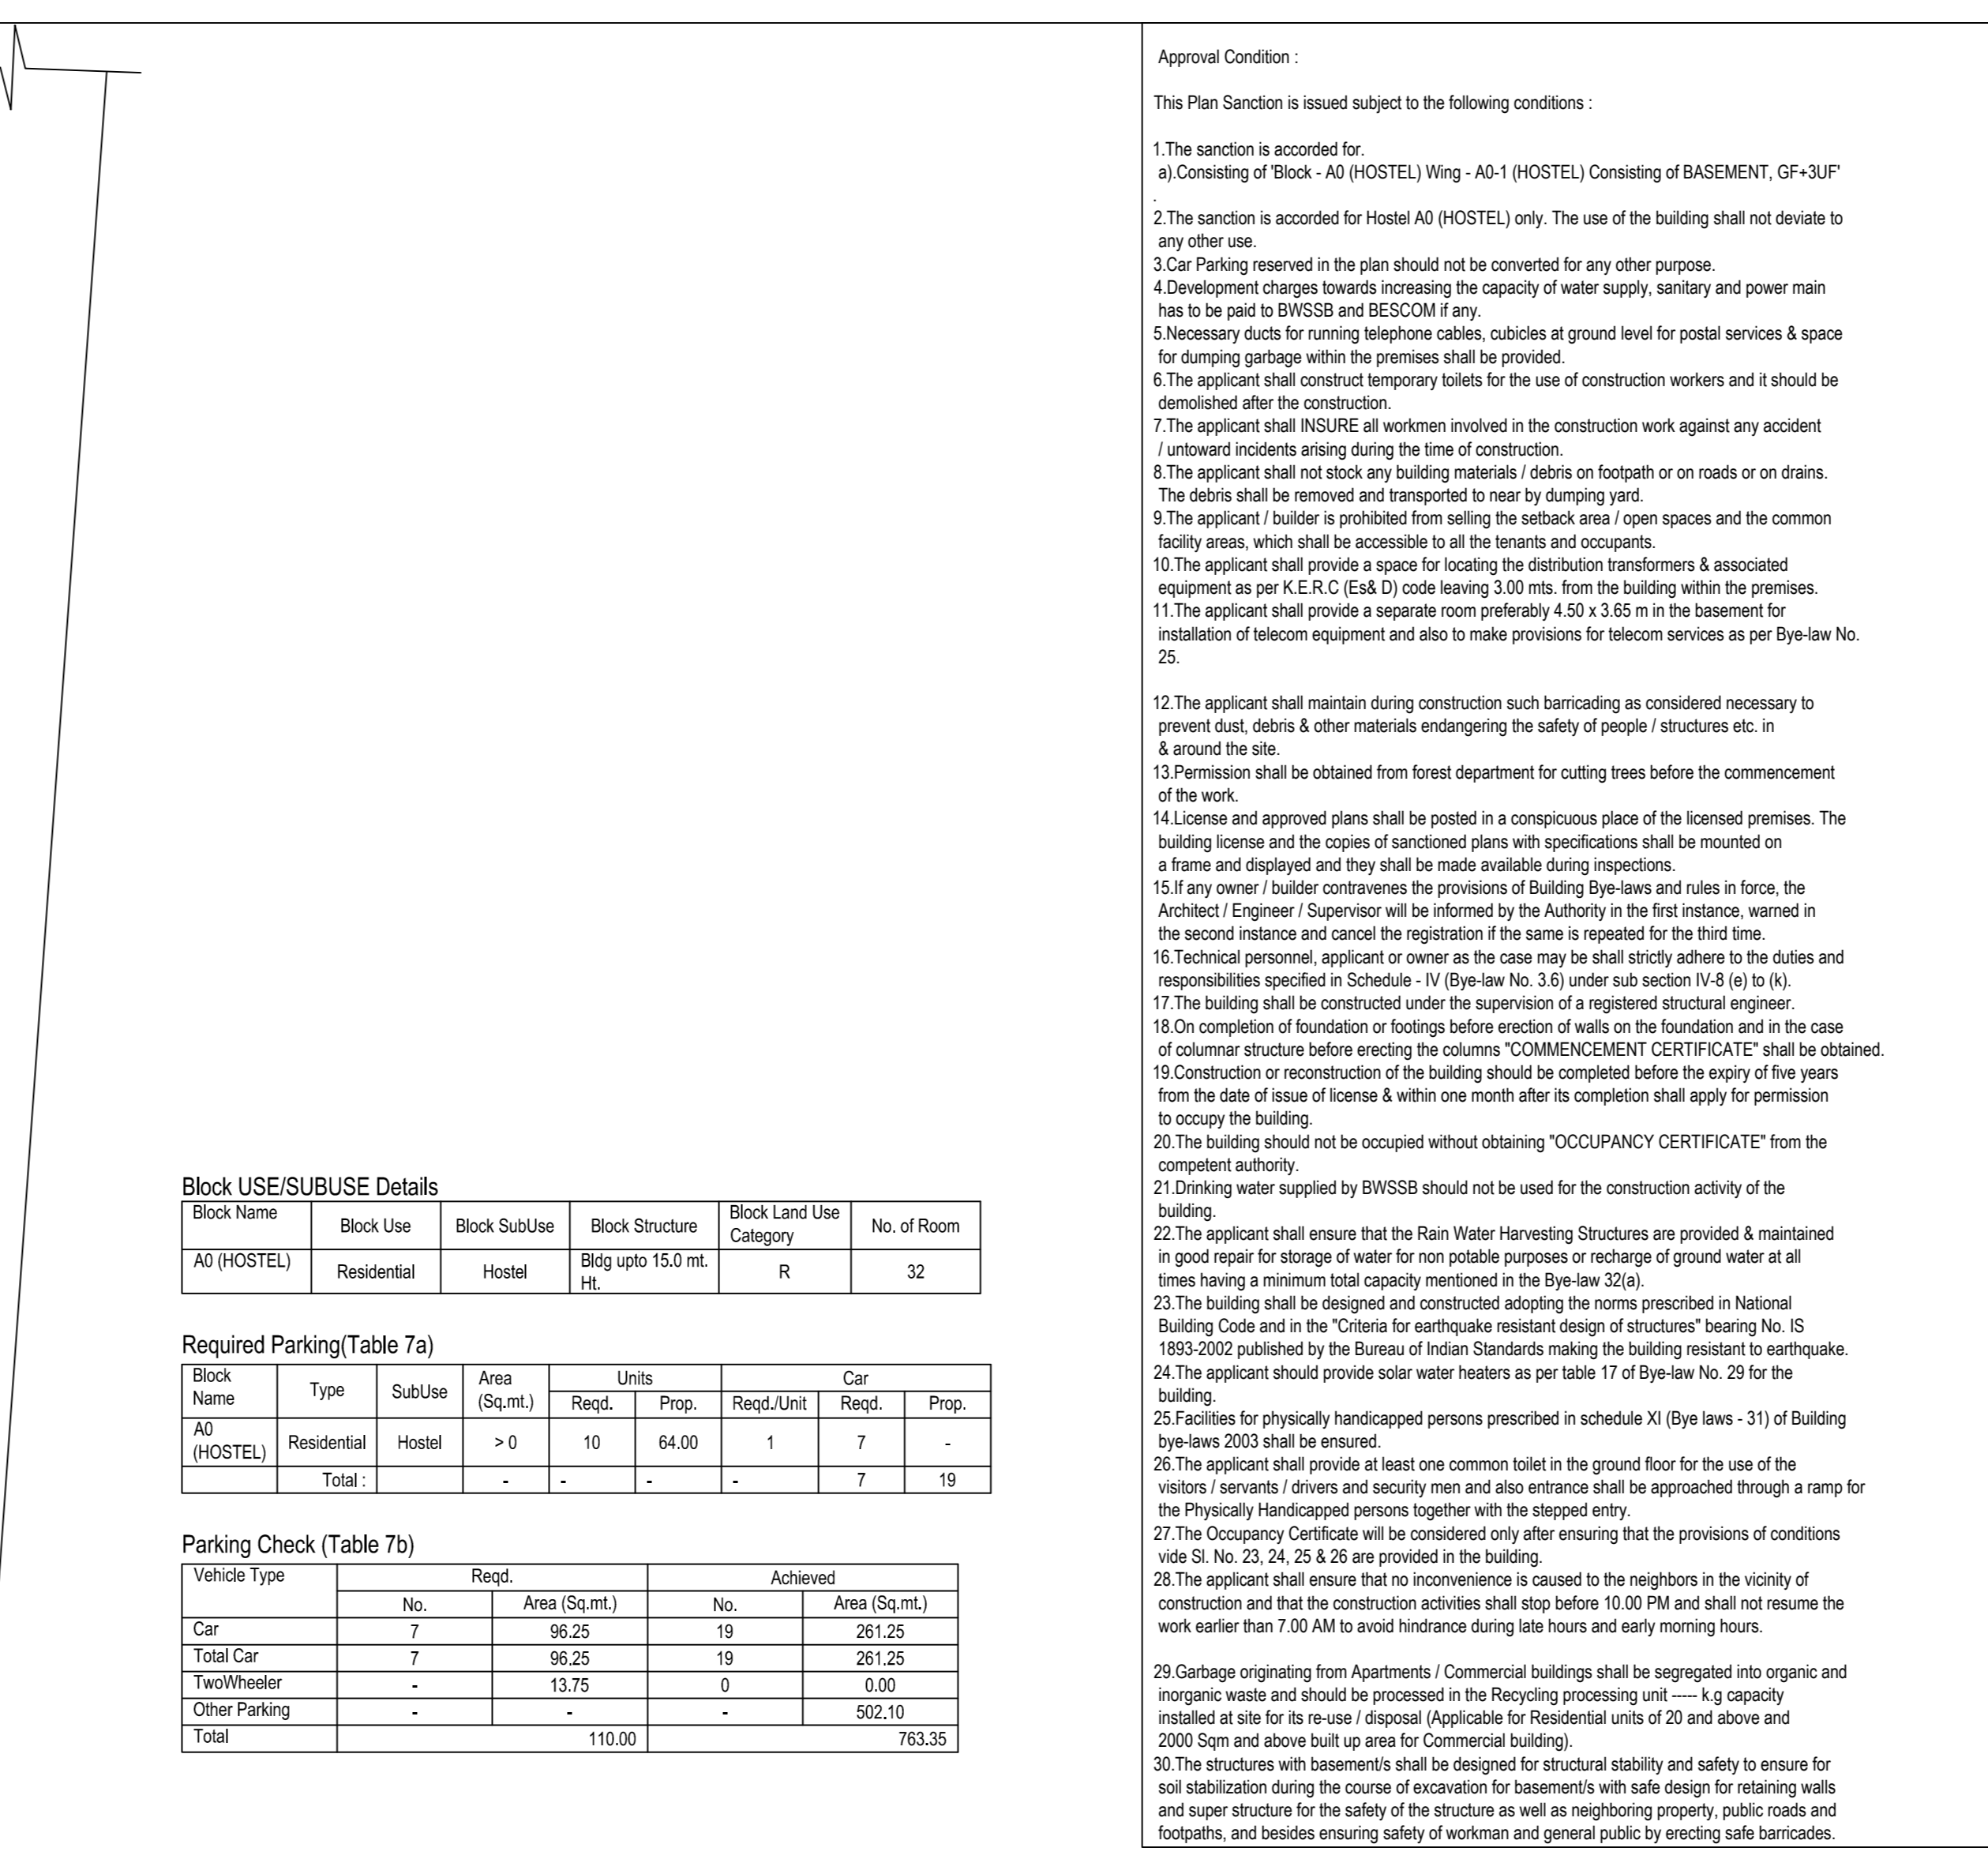 Approval Condition :
This Plan Sanction is issued subject to the following conditions :
1.The sanction is accorded for.
a).Consisting of 'Block - A0 (HOSTEL) Wing - A0-1 (HOSTEL) Consisting of BASEMENT, GF+3UF'
.
2.The sanction is accorded for Hostel A0 (HOSTEL) only. The use of the building shall not deviate to
any other use.
3.Car Parking reserved in the plan should not be converted for any other purpose.
4.Development charges towards increasing the capacity of water supply, sanitary and power main
has to be paid to BWSSB and BESCOM if any.
5.Necessary ducts for running telephone cables, cubicles at ground level for postal services & space
for dumping garbage within the premises shall be provided.
6.The applicant shall construct temporary toilets for the use of construction workers and it should be
demolished after the construction.
7.The applicant shall INSURE all workmen involved in the construction work against any accident
/ untoward incidents arising during the time of construction.
8.The applicant shall not stock any building materials / debris on footpath or on roads or on drains.
The debris shall be removed and transported to near by dumping yard.
9.The applicant / builder is prohibited from selling the setback area / open spaces and the common
facility areas, which shall be accessible to all the tenants and occupants.
10.The applicant shall provide a space for locating the distribution transformers & associated
equipment as per K.E.R.C (Es& D) code leaving 3.00 mts. from the building within the premises.
11.The applicant shall provide a separate room preferably 4.50 x 3.65 m in the basement for
installation of telecom equipment and also to make provisions for telecom services as per Bye-law No.
25.
12.The applicant shall maintain during construction such barricading as considered necessary to
prevent dust, debris & other materials endangering the safety of people / structures etc. in
& around the site.
13.Permission shall be obtained from forest department for cutting trees before the commencement
of the work.
14.License and approved plans shall be posted in a conspicuous place of the licensed premises. The
building license and the copies of sanctioned plans with specifications shall be mounted on
a frame and displayed and they shall be made available during inspections.
15.If any owner / builder contravenes the provisions of Building Bye-laws and rules in force, the
Architect / Engineer / Supervisor will be informed by the Authority in the first instance, warned in
the second instance and cancel the registration if the same is repeated for the third time.
16.Technical personnel, applicant or owner as the case may be shall strictly adhere to the duties and
responsibilities specified in Schedule - IV (Bye-law No. 3.6) under sub section IV-8 (e) to (k).
17.The building shall be constructed under the supervision of a registered structural engineer.
18.On completion of foundation or footings before erection of walls on the foundation and in the case
of columnar structure before erecting the columns "COMMENCEMENT CERTIFICATE" shall be obtained.
19.Construction or reconstruction of the building should be completed before the expiry of five years
from the date of issue of license & within one month after its completion shall apply for permission
to occupy the building.
20.The building should not be occupied without obtaining "OCCUPANCY CERTIFICATE" from the
competent authority.
21.Drinking water supplied by BWSSB should not be used for the construction activity of the
building.
22.The applicant shall ensure that the Rain Water Harvesting Structures are provided & maintained
in good repair for storage of water for non potable purposes or recharge of ground water at all
times having a minimum total capacity mentioned in the Bye-law 32(a).
23.The building shall be designed and constructed adopting the norms prescribed in National
Building Code and in the "Criteria for earthquake resistant design of structures" bearing No. IS
1893-2002 published by the Bureau of Indian Standards making the building resistant to earthquake.
24.The applicant should provide solar water heaters as per table 17 of Bye-law No. 29 for the
building.
25.Facilities for physically handicapped persons prescribed in schedule XI (Bye laws - 31) of Building
bye-laws 2003 shall be ensured.
26.The applicant shall provide at least one common toilet in the ground floor for the use of the
visitors / servants / drivers and security men and also entrance shall be approached through a ramp for
the Physically Handicapped persons together with the stepped entry.
27.The Occupancy Certificate will be considered only after ensuring that the provisions of conditions
vide Sl. No. 23, 24, 25 & 26 are provided in the building.
28.The applicant shall ensure that no inconvenience is caused to the neighbors in the vicinity of
construction and that the construction activities shall stop before 10.00 PM and shall not resume the
work earlier than 7.00 AM to avoid hindrance during late hours and early morning hours.
29.Garbage originating from Apartments / Commercial buildings shall be segregated into organic and
inorganic waste and should be processed in the Recycling processing unit ----- k.g capacity
installed at site for its re-use / disposal (Applicable for Residential units of 20 and above and
2000 Sqm and above built up area for Commercial building).
30.The structures with basement/s shall be designed for structural stability and safety to ensure for
soil stabilization during the course of excavation for basement/s with safe design for retaining walls
and super structure for the safety of the structure as well as neighboring property, public roads and
footpaths, and besides ensuring safety of workman and general public by erecting safe barricades.
Block USE/SUBUSE Details
Block Name Block Use Block SubUse Block Structure Block Land Use Category No. of Room
A0 (HOSTEL) Residential Hostel Bldg upto 15.0 mt. Ht. R 32
Required Parking(Table 7a)
Block Name Type SubUse Area (Sq.mt.) Units Car
Reqd. Prop. Reqd./Unit Reqd. Prop.
A0 (HOSTEL) Residential Hostel > 0 10 64.00 1 7 -
Total : - - - - 7 19
Parking Check (Table 7b)
Vehicle Type Reqd. Achieved
No. Area (Sq.mt.) No. Area (Sq.mt.)
Car 7 96.25 19 261.25
Total Car 7 96.25 19 261.25
TwoWheeler - 13.75 0 0.00
Other Parking - - - 502.10
Total 110.00 763.35